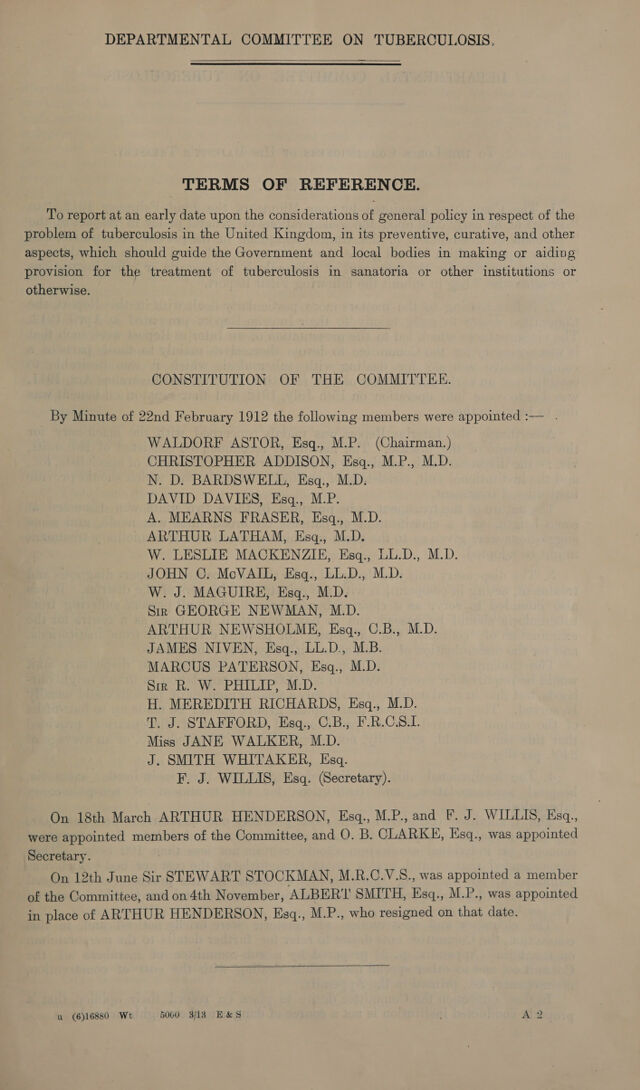 DEPARTMENTAL COMMITTEE ON TUBERCULOSIS.
TERMS OF REFERENCE.
To report at an early date upon the considerations of general policy in respect of the
problem of tuberculosis in the United Kingdom, in its preventive, curative, and other
aspects, which should guide the Government and local bodies in making or aiding
provision for the treatment of tuberculosis in sanatoria or other institutions or
otherwise.
CONSTITUTION OF THE COMMITTEE.
By Minute of 22nd February 1912 the following members were appointed :—
WALDORF ASTOR, Esq., M.P. (Chairman.)
CHRISTOPHER ADDISON, Esq., M.P., M.D.
N. D. BARDSWELL, Esq., M.D.
DAVID DAVIES, Esq., M.P.
A. MEARNS FRASER, Esq., M.D.
ARTHUR LATHAM, Esq., M.D.
W. LESLIE MACKENZIE, Esq., LL.D., M.D.
JOHN C. McVAIL, Esq., LL.D., M.D.
W. J. MAGUIRE, Esq., M.D.
Sir GEORGE NEWMAN, M.D.
ARTHUR NEWSHOLME, Esq., C.B., M.D.
JAMES NIVEN, Esq., LL.D., M.B.
MARCUS PATERSON, Esq., M.D.
Sir R. W. PHILIP, M.D.
H. MEREDITH RICHARDS, Esq., M.D.
T. J. STAFFORD, Esq., C.B., F.R.C.S.I.
Miss JANE WALKER, M.D.
J. SMITH WHITAKER, Esq.
F. J. WILLIS, Esq. (Secretary).
On 18th March ARTHUR HENDERSON, Esq., M.P., and F. J. WILLIS, Esq.,
were appointed members of the Committee, and O. B. CLARKE, Esq., was appointed
Secretary.
On 12th June Sir STEWART STOCKMAN, M.R.C.V.S., was appointed a member
of the Committee, and on 4th November, ALBERT SMITH, Esq., M.P., was appointed
in place of ARTHUR HENDERSON, Esq., M.P., who resigned on that date.
u (6)16880 Wt 5000 3/13 E & S A 2